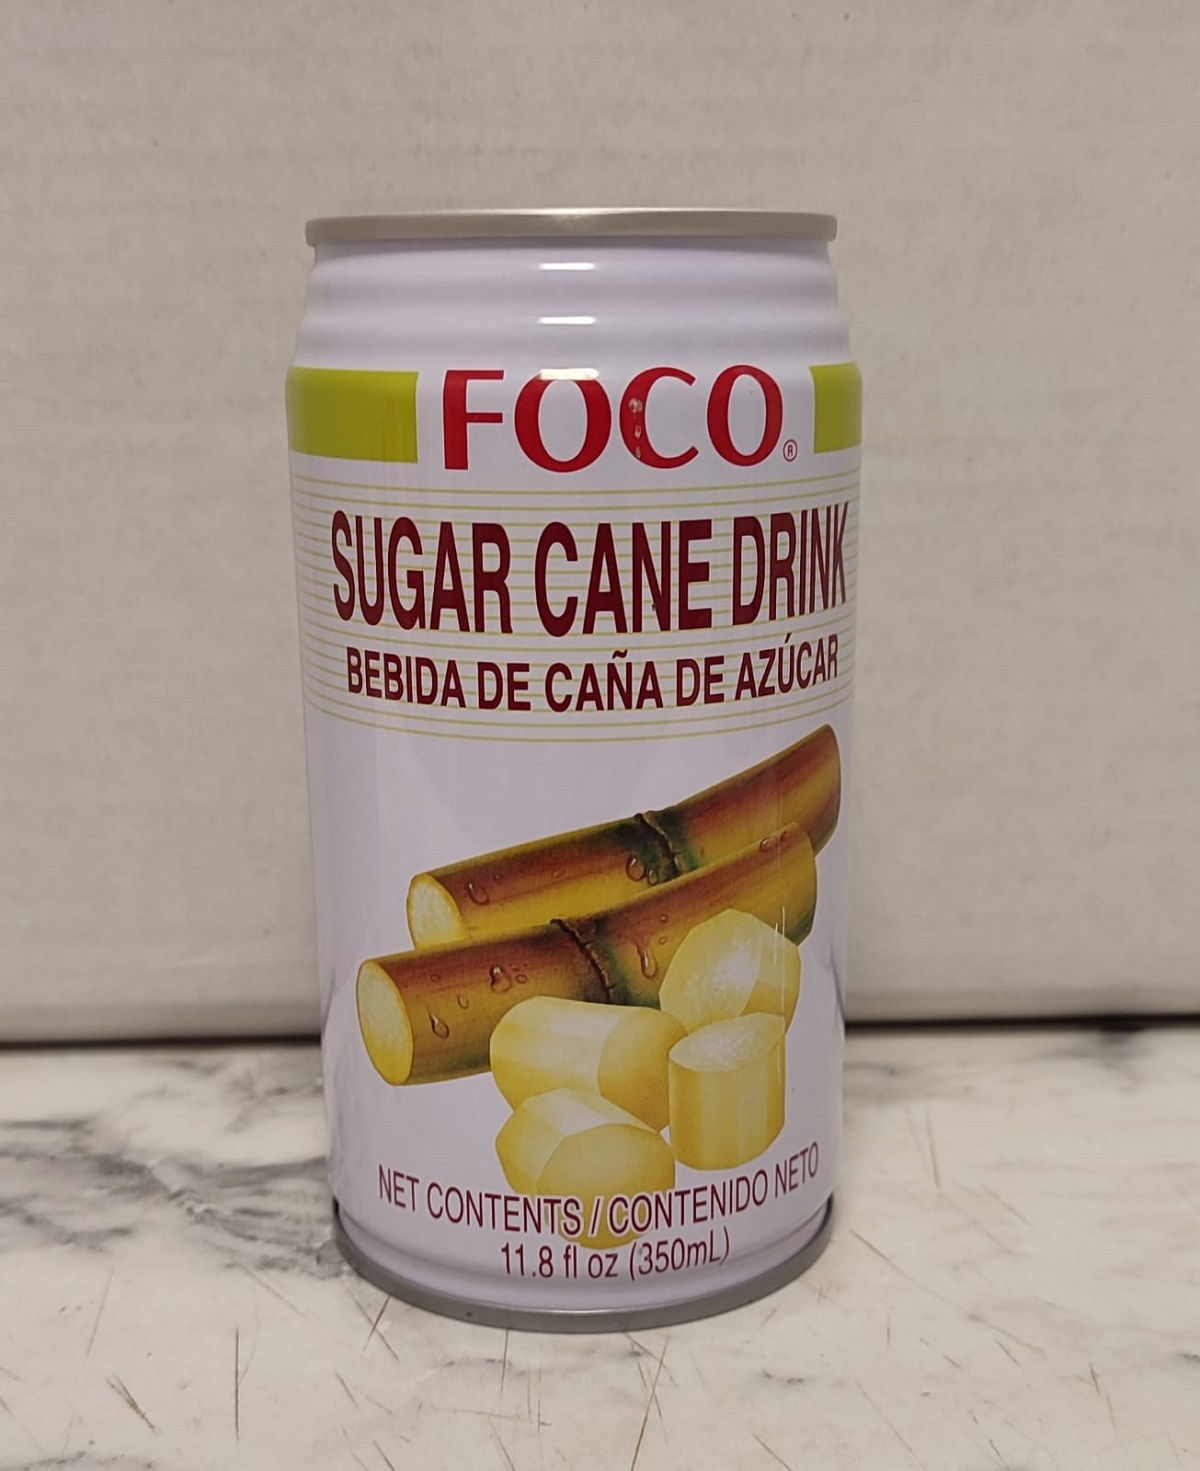 FOCO®
SUGAR CANE DRINK
BEBIDA DE CAÑA DE AZÚCAR
NET CONTENTS / CONTENIDO NETO
11.8 fl oz (350mL)